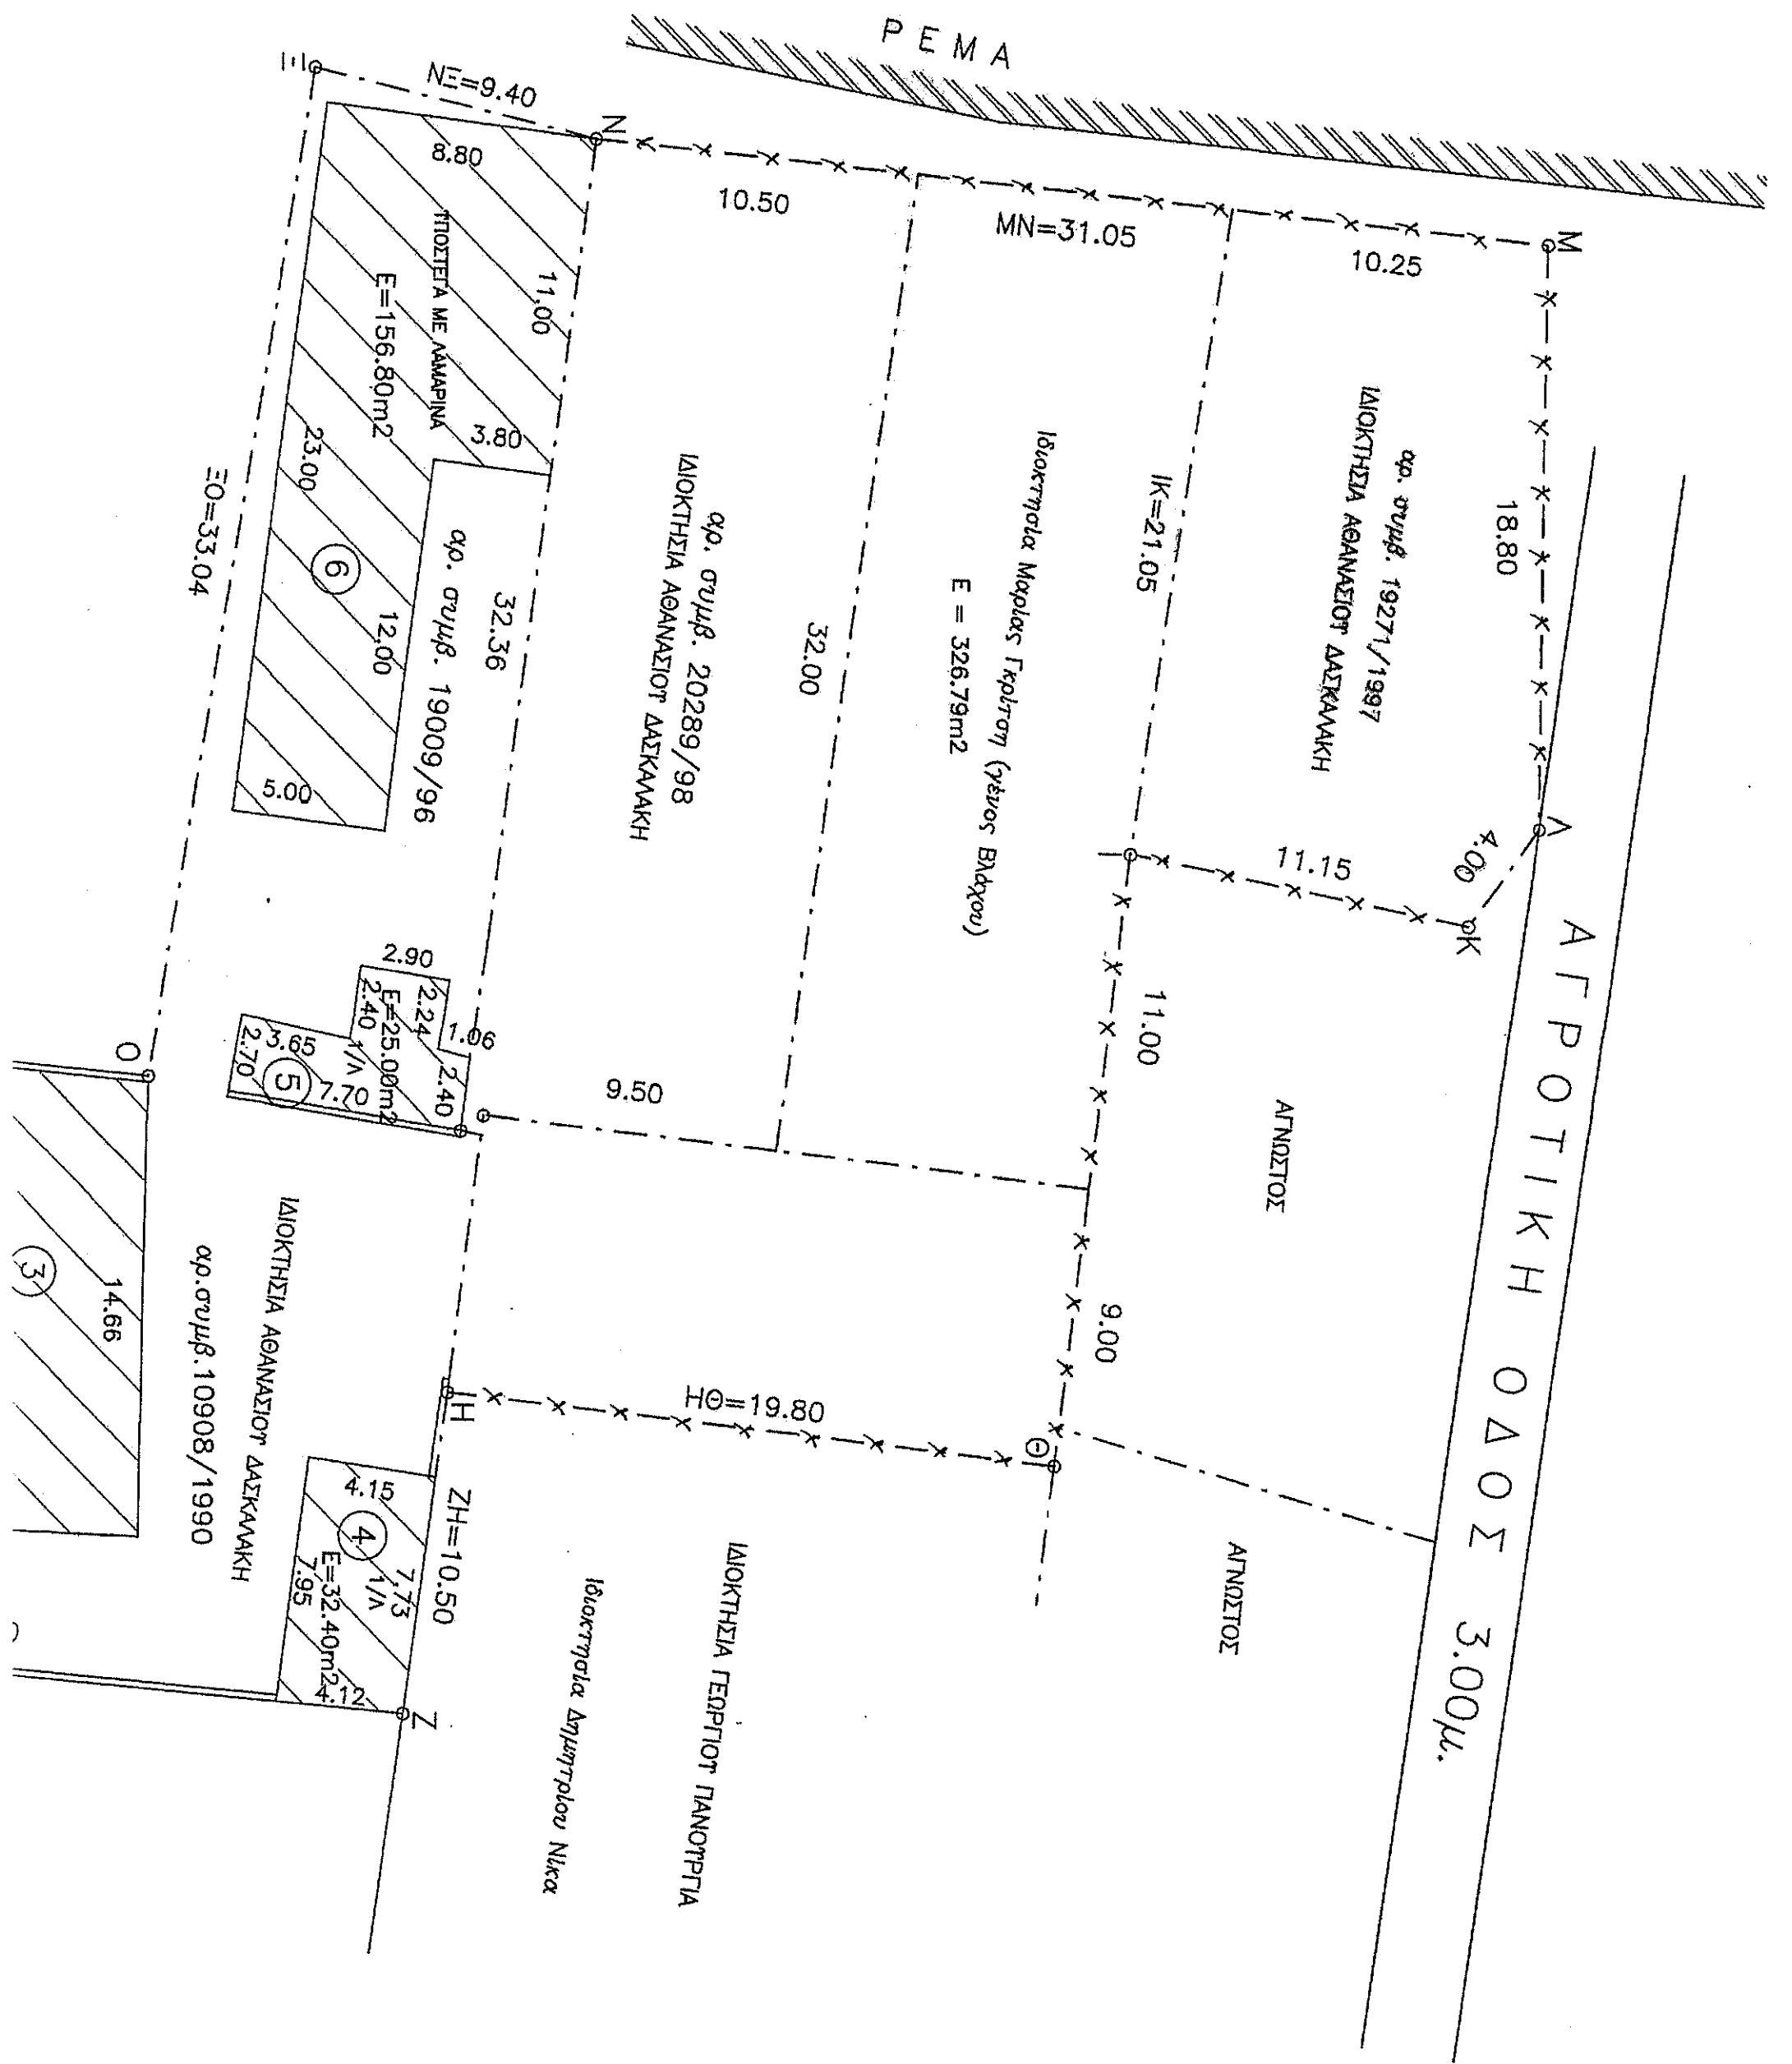 ΡΕΜΑ
Ξ
ΝΞ=9.40
Ν
10.50
ΜΝ=31.05
10.25
Μ
8.80
ΥΠΟΣΤΕΓΑ ΜΕ ΛΑΜΑΡΙΝΑ
Ε=156.80m2
11.00
3.80
23.00
6
12.00
5.00
ΞΟ=33.04
αρ. συμβ. 19009/96
32.36
αρ. συμβ. 20289/98
ΙΔΙΟΚΤΗΣΙΑ ΑΘΑΝΑΣΙΟΥ ΔΑΣΚΑΛΑΚΗ
32.00
Ιδιοκτησία Μαρίας Γκρίτση (γένος Βλάχου)
Ε = 326.79m2
ΙΚ=21.05
αρ. συμβ. 19271/1997
ΙΔΙΟΚΤΗΣΙΑ ΑΘΑΝΑΣΙΟΥ ΔΑΣΚΑΛΑΚΗ
18.80
Λ
4.00
Κ
11.15
Ι
11.00
ΑΓΡΟΤΙΚΗ ΟΔΟΣ 3.00μ.
ΑΓΝΩΣΤΟΣ
9.00
Θ
ΗΘ=19.80
9.50
2.90
2.24
1.06
2.40
Ε=25.00m2
2.40
1/Λ
3.65
2.70
5
7.70
Ο
14.66
3
ΙΔΙΟΚΤΗΣΙΑ ΑΘΑΝΑΣΙΟΥ ΔΑΣΚΑΛΑΚΗ
αρ.συμβ.10908/1990
Η
ΖΗ=10.50
4.15
4
7.73
1/Λ
Ε=32.40m2
7.95
4.12
Ζ
ΑΓΝΩΣΤΟΣ
ΙΔΙΟΚΤΗΣΙΑ ΓΕΩΡΓΙΟΥ ΠΑΝΟΥΡΓΙΑ
Ιδιοκτησία Δημητρίου Νίκα